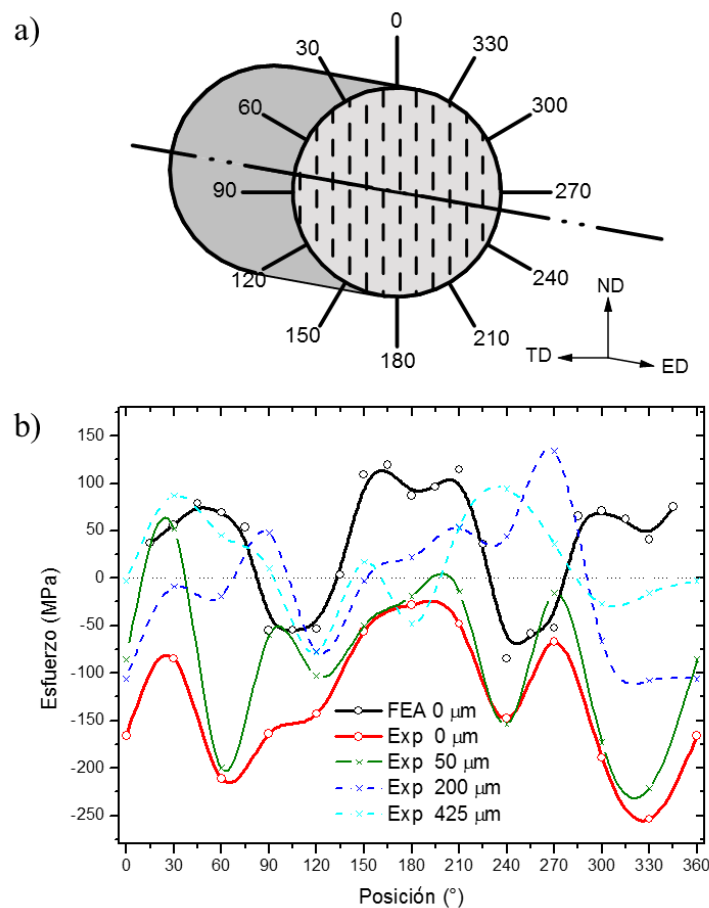 a)
0
30
330
60
300
90
270
120
240
150
210
180
ND
TD
ED
b)
150
100
50
0
-50
-100
-150
-200
-250
Esfuerzo (MPa)
FEA 0 μm
Exp 0 μm
Exp 50 μm
Exp 200 μm
Exp 425 μm
0 30 60 90 120 150 180 210 240 270 300 330 360
Posición (°)